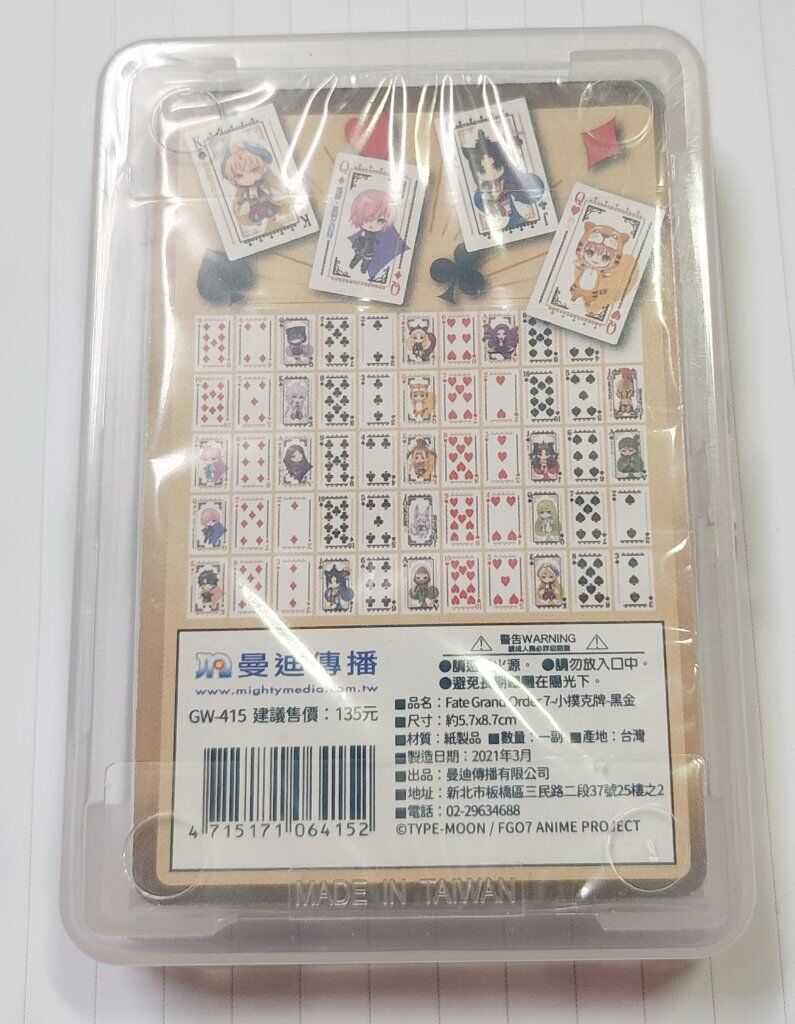 K
K
Q
Q
J
J
Q
Q
曼迪傳播
www.mightymedia.com.tw
GW-415 建議售價：135元
4 715171 064152
警告WARNING
●請遠 火源。 ●請勿放入口中。
●避免長期 在陽光下。
■品名：Fate Grand Order 7-小撲克牌-黑金
■尺寸：約5.7x8.7cm
■材質：紙製品 ■數量：一副 ■產地：台灣
■製造日期：2021年3月
■出品：曼迪傳播有限公司
■地址：新北市板橋區三民路二段37號25樓之2
■電話：02-29634688
©TYPE-MOON / FGO7 ANIME PROJECT
MADE IN TAIWAN